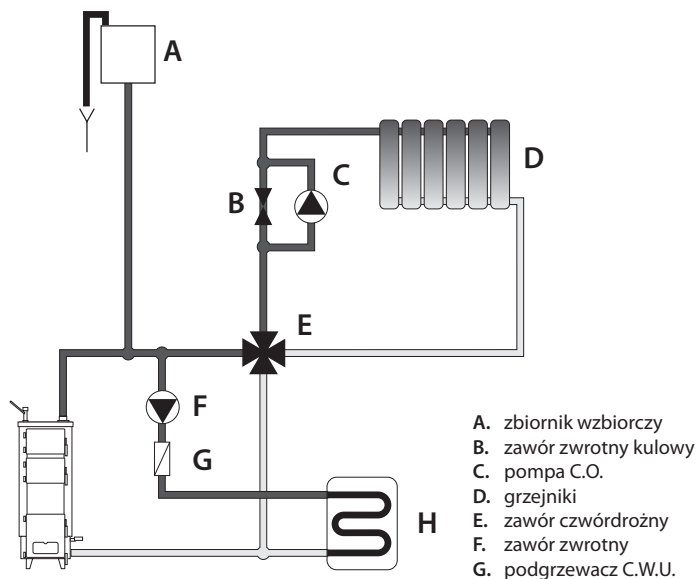 A
B
C
D
E
F
G
H
A. zbiornik wzbiorczy
B. zawór zwrotny kulowy
C. pompa C.O.
D. grzejniki
E. zawór czwórdrożny
F. zawór zwrotny
G. podgrzewacz C.W.U.